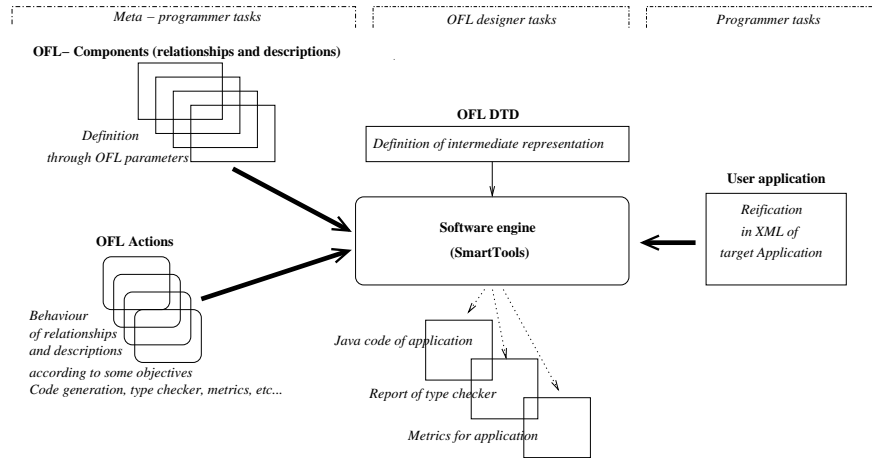 Meta – programmer tasks
OFL designer tasks
Programmer tasks
OFL– Components (relationships and descriptions)
Definition
through OFL parameters
OFL DTD
Definition of intermediate representation
User application
Reification
in XML of
target Application
Software engine
(SmartTools)
OFL Actions
Behaviour
of relationships
and descriptions
according to some objectives
Code generation, type checker, metrics, etc...
Java code of application
Report of type checker
Metrics for application